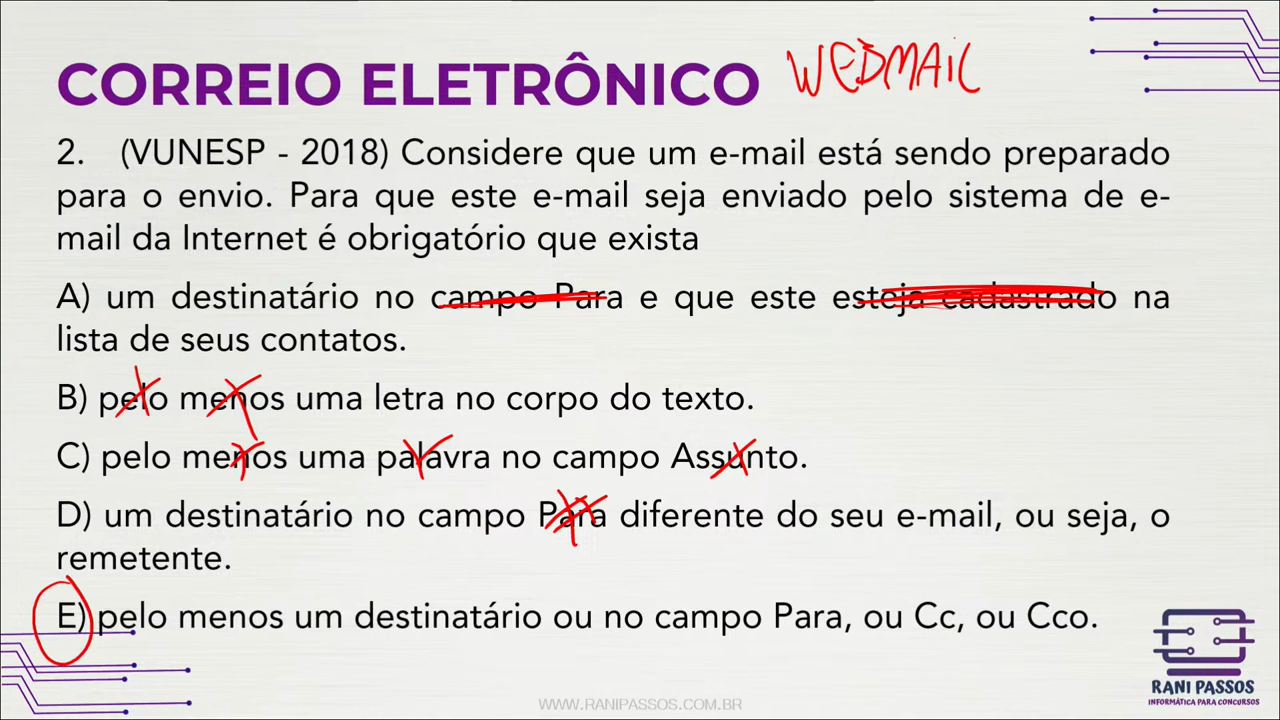 CORREIO ELETRÔNICO WEBMAIL
2. (VUNESP - 2018) Considere que um e-mail está sendo preparado
para o envio. Para que este e-mail seja enviado pelo sistema de e-
mail da Internet é obrigatório que exista
A) um destinatário no campo Para e que este esteja cadastrado na
lista de seus contatos.
B) pelo menos uma letra no corpo do texto.
C) pelo menos uma palavra no campo Assunto.
D) um destinatário no campo Para diferente do seu e-mail, ou seja, o
remetente.
E) pelo menos um destinatário ou no campo Para, ou Cc, ou Cco.
RANI PASSOS
INFORMÁTICA PARA CONCURSOS
WWW.RANIPASSOS.COM.BR